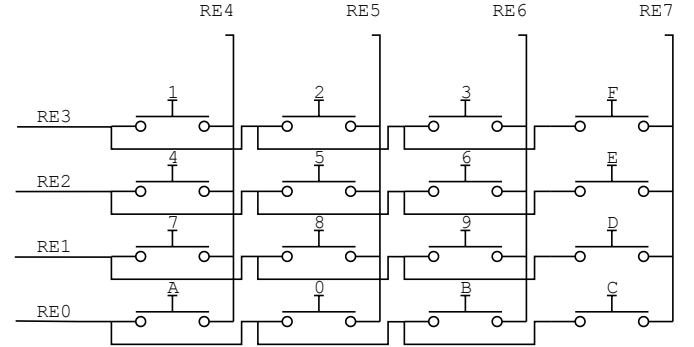 RE4 RE5 RE6 RE7
1 2 3 F
RE3
4 5 6 E
RE2
7 8 9 D
RE1
A 0 B C
RE0